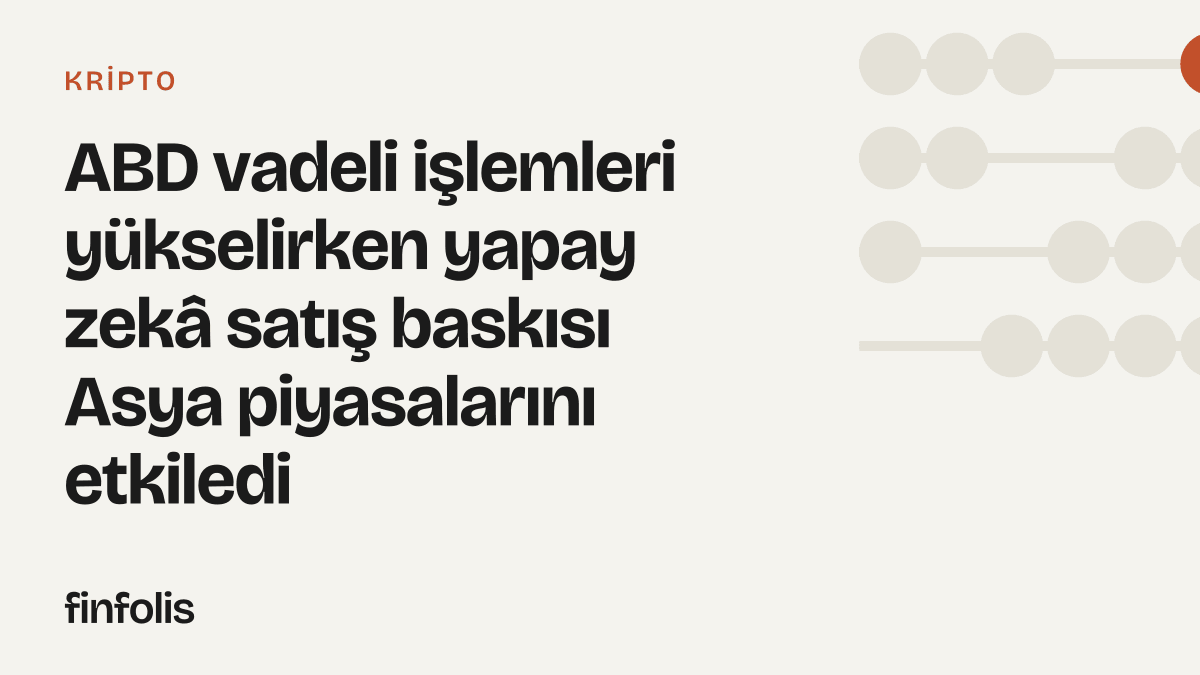 KRİPTO
ABD vadeli işlemleri
yükselirken yapay
zekâ satış baskısı
Asya piyasalarını
etkiledi
finfolis